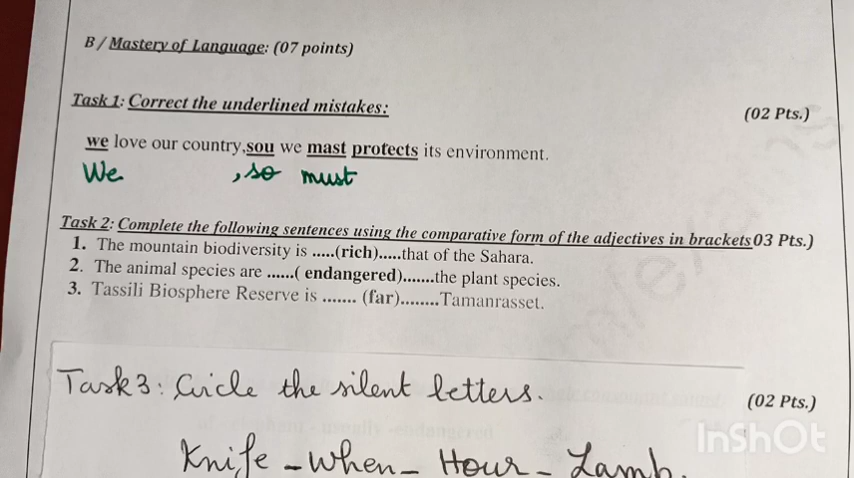 B / Mastery of Language: (07 points)
Task 1: Correct the underlined mistakes: (02 Pts.)
we love our country,sou we mast protects its environment.
We , so must
Task 2: Complete the following sentences using the comparative form of the adjectives in brackets 03 Pts.)
1. The mountain biodiversity is .....(rich).....that of the Sahara.
2. The animal species are ......( endangered).......the plant species.
3. Tassili Biosphere Reserve is ....... (far)........Tamanrasset.
Task 3: Circle the silent letters. (02 Pts.)
Knife - When - Hour - Lamb.
InShOt